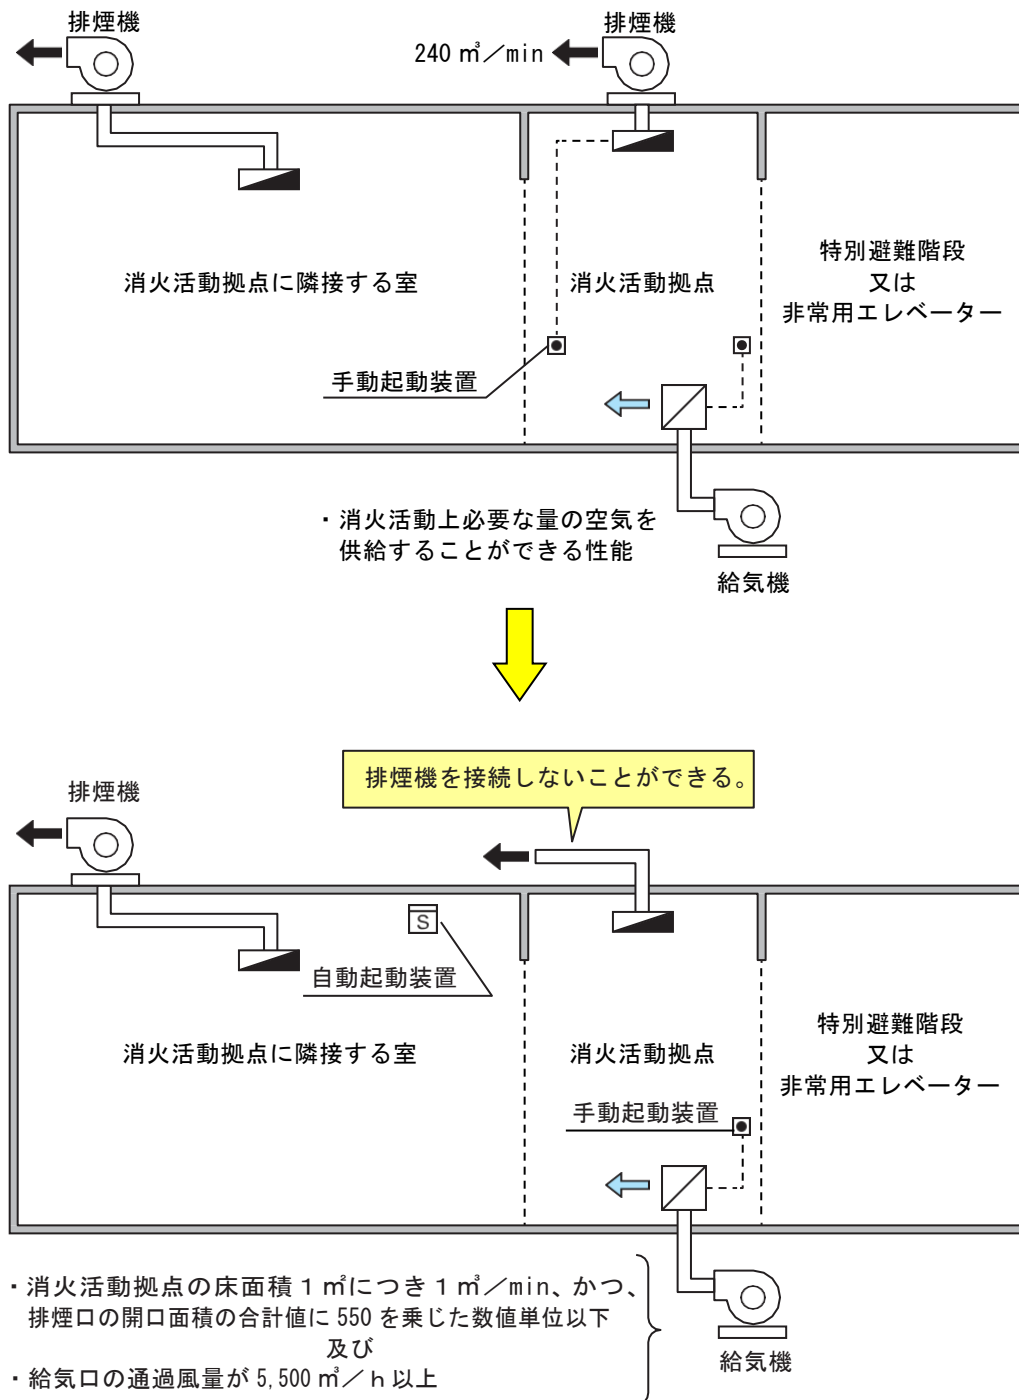 排煙機
排煙機
240 ㎥／min
消火活動拠点に隣接する室
消火活動拠点
特別避難階段
又は
非常用エレベーター
手動起動装置
・消火活動上必要な量の空気を
供給することができる性能
給気機
排煙機を接続しないことができる。
排煙機
S
自動起動装置
消火活動拠点に隣接する室
消火活動拠点
特別避難階段
又は
非常用エレベーター
手動起動装置
・消火活動拠点の床面積１㎡につき１㎥／min、かつ、
排煙口の開口面積の合計値に 550 を乗じた数値単位以下
及び
・給気口の通過風量が 5,500 ㎥／ｈ以上
給気機